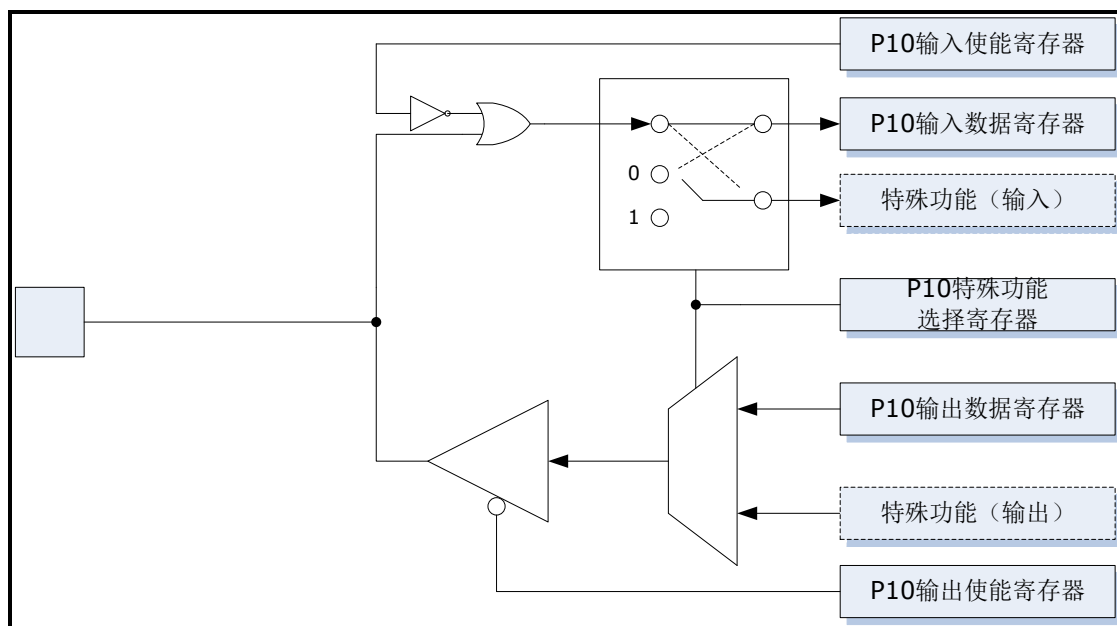 P10输入使能寄存器
P10输入数据寄存器
0
特殊功能（输入）
1
P10特殊功能
选择寄存器
P10输出数据寄存器
特殊功能（输出）
P10输出使能寄存器